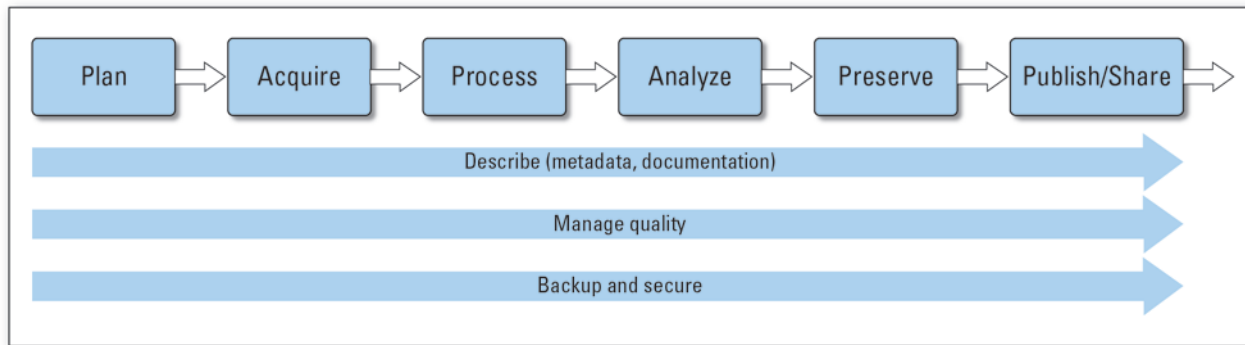 Plan
Acquire
Process
Analyze
Preserve
Publish/Share
Describe (metadata, documentation)
Manage quality
Backup and secure